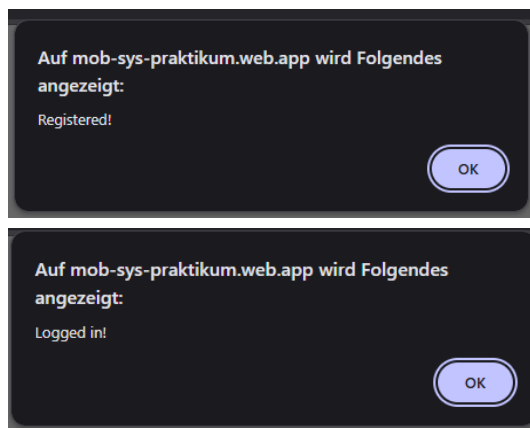 Auf mob-sys-praktikum.web.app wird Folgendes
angezeigt:
Registered!
OK
Auf mob-sys-praktikum.web.app wird Folgendes
angezeigt:
Logged in!
OK